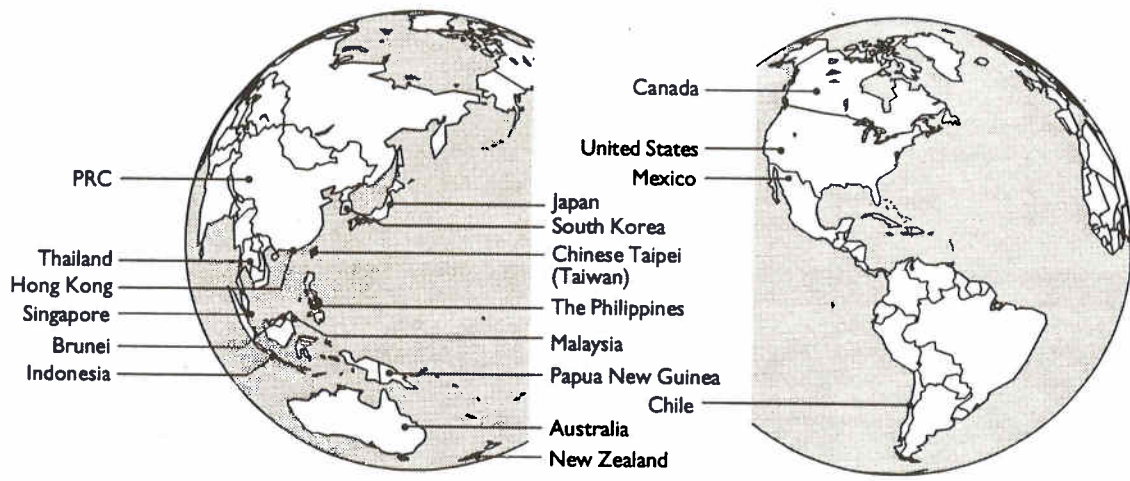 PRC
Thailand
Hong Kong
Singapore
Brunei
Indonesia
Japan
South Korea
Chinese Taipei
(Taiwan)
The Philippines
Malaysia
Papua New Guinea
Australia
New Zealand
Canada
United States
Mexico
Chile